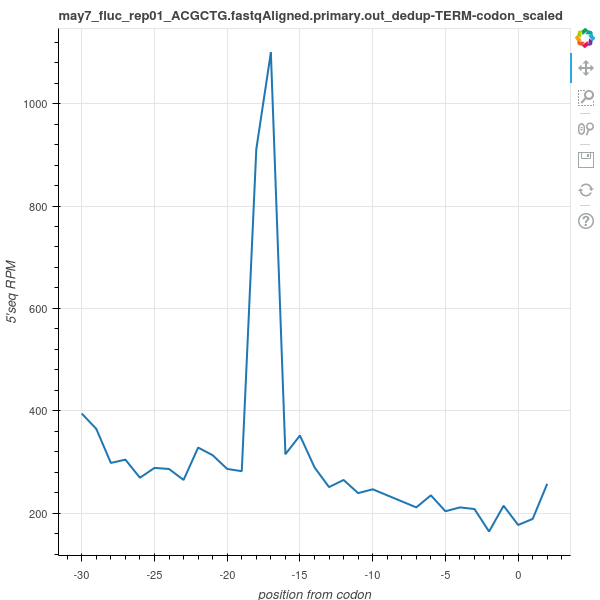 may7_fluc_rep01_ACGCTG.fastqAligned.primary.out_dedup-TERM-codon_scaled
1000
800
600
400
200
5'seq RPM
-30 -25 -20 -15 -10 -5 0
position from codon